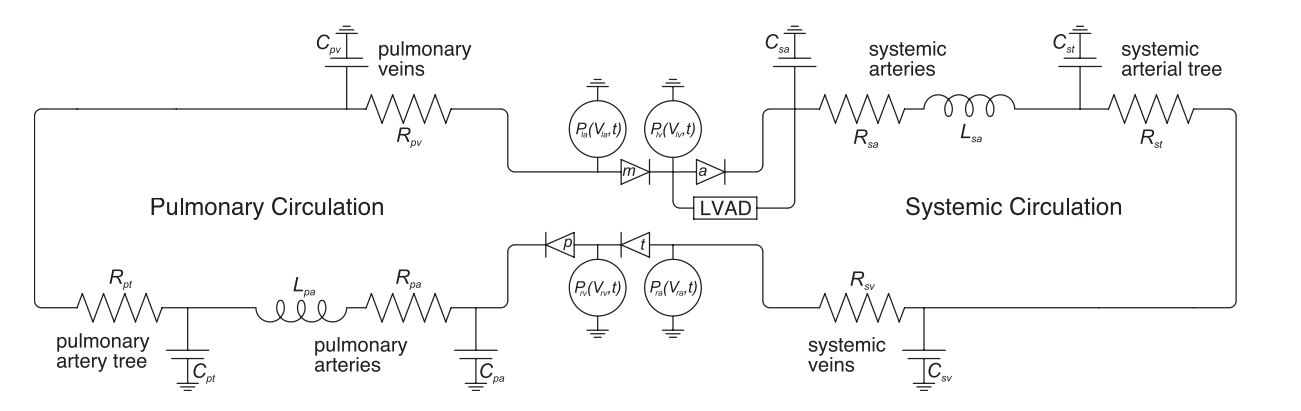 C_pv
pulmonary
veins
R_pv
P_la(V_la,t)
P_lv(V_lv,t)
m
a
LVAD
C_sa
systemic
arteries
R_sa
L_sa
C_st
systemic
arterial tree
R_st
Pulmonary Circulation
Systemic Circulation
R_pt
L_pa
R_pa
p
t
P_rv(V_rv,t)
P_ra(V_ra,t)
R_sv
pulmonary
artery tree
C_pt
pulmonary
arteries
C_pa
systemic
veins
C_sv